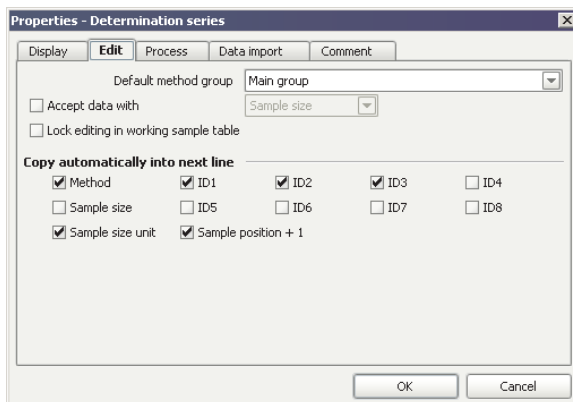 Properties - Determination series
Display Edit Process Data import Comment
Default method group Main group
Accept data with Sample size
Lock editing in working sample table
Copy automatically into next line
Method ID1 ID2 ID3 ID4
Sample size ID5 ID6 ID7 ID8
Sample size unit Sample position + 1
OK Cancel